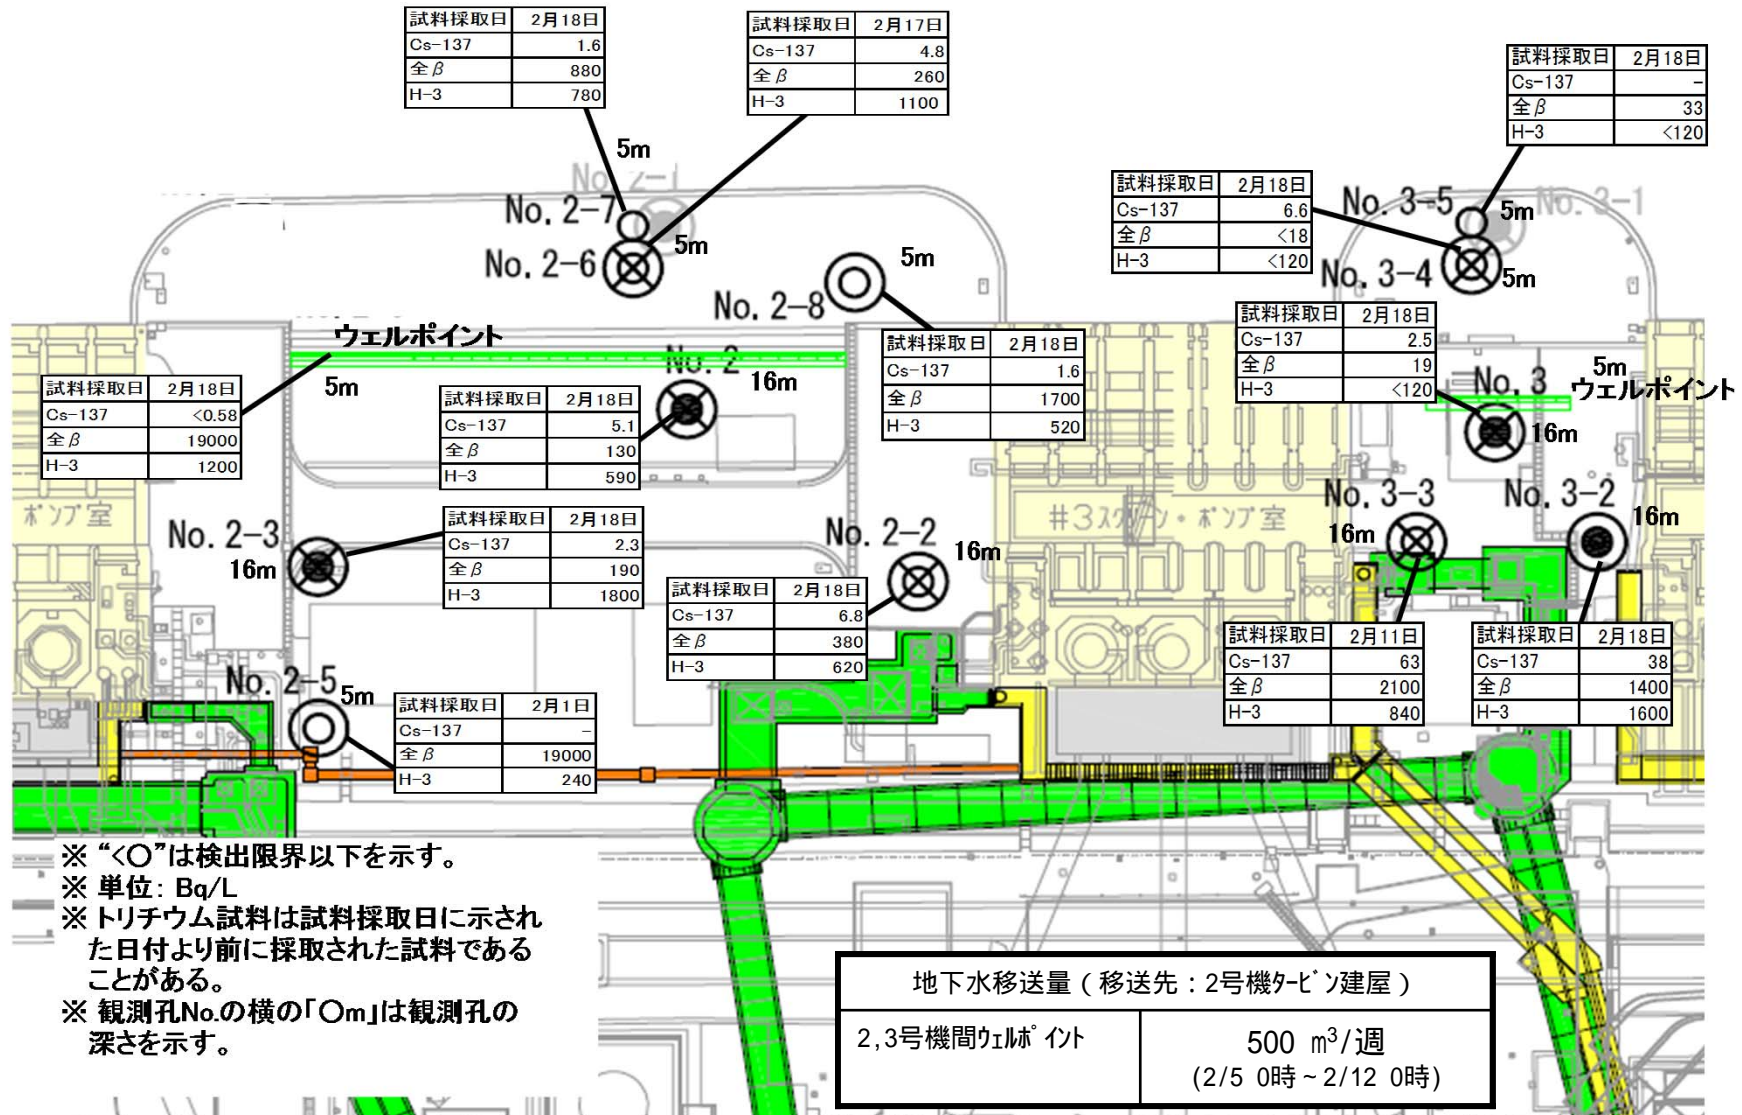 試料採取日 2月18日
Cs-137 1.6
全β 880
H-3 780
試料採取日 2月17日
Cs-137 4.8
全β 260
H-3 1100
試料採取日 2月18日
Cs-137 -
全β 33
H-3 <120
試料採取日 2月18日
Cs-137 6.6
全β <18
H-3 <120
5m
No. 2-1
No. 2-7
No. 2-6
5m
No. 2-8
5m
No. 3-5
5m
No. 3-1
No. 3-4
5m
ウェルポイント
5m
No. 2
16m
試料採取日 2月18日
Cs-137 <0.58
全β 19000
H-3 1200
試料採取日 2月18日
Cs-137 5.1
全β 130
H-3 590
試料採取日 2月18日
Cs-137 1.6
全β 1700
H-3 520
試料採取日 2月18日
Cs-137 2.5
全β 19
H-3 <120
5m
ウェルポイント
No. 3
16m
ポンプ室
No. 2-3
16m
試料採取日 2月18日
Cs-137 2.3
全β 190
H-3 1800
No. 2-2
16m
#3スクリーン・ポンプ室
No. 3-3
16m
No. 3-2
16m
試料採取日 2月18日
Cs-137 6.8
全β 380
H-3 620
試料採取日 2月11日
Cs-137 63
全β 2100
H-3 840
試料採取日 2月18日
Cs-137 38
全β 1400
H-3 1600
No. 2-5
5m
試料採取日 2月1日
Cs-137 -
全β 19000
H-3 240
※ “<〇”は検出限界以下を示す。
※ 単位: Bq/L
※ トリチウム試料は試料採取日に示され
た日付より前に採取された試料である
ことがある。
※ 観測孔No.の横の「〇m」は観測孔の
深さを示す。
地下水移送量(移送先:2号機ﾀｰﾋﾞﾝ建屋)
2,3号機間ｳｪﾙﾎﾟｲﾝﾄ 500 m³/週
(2/5 0時~2/12 0時)